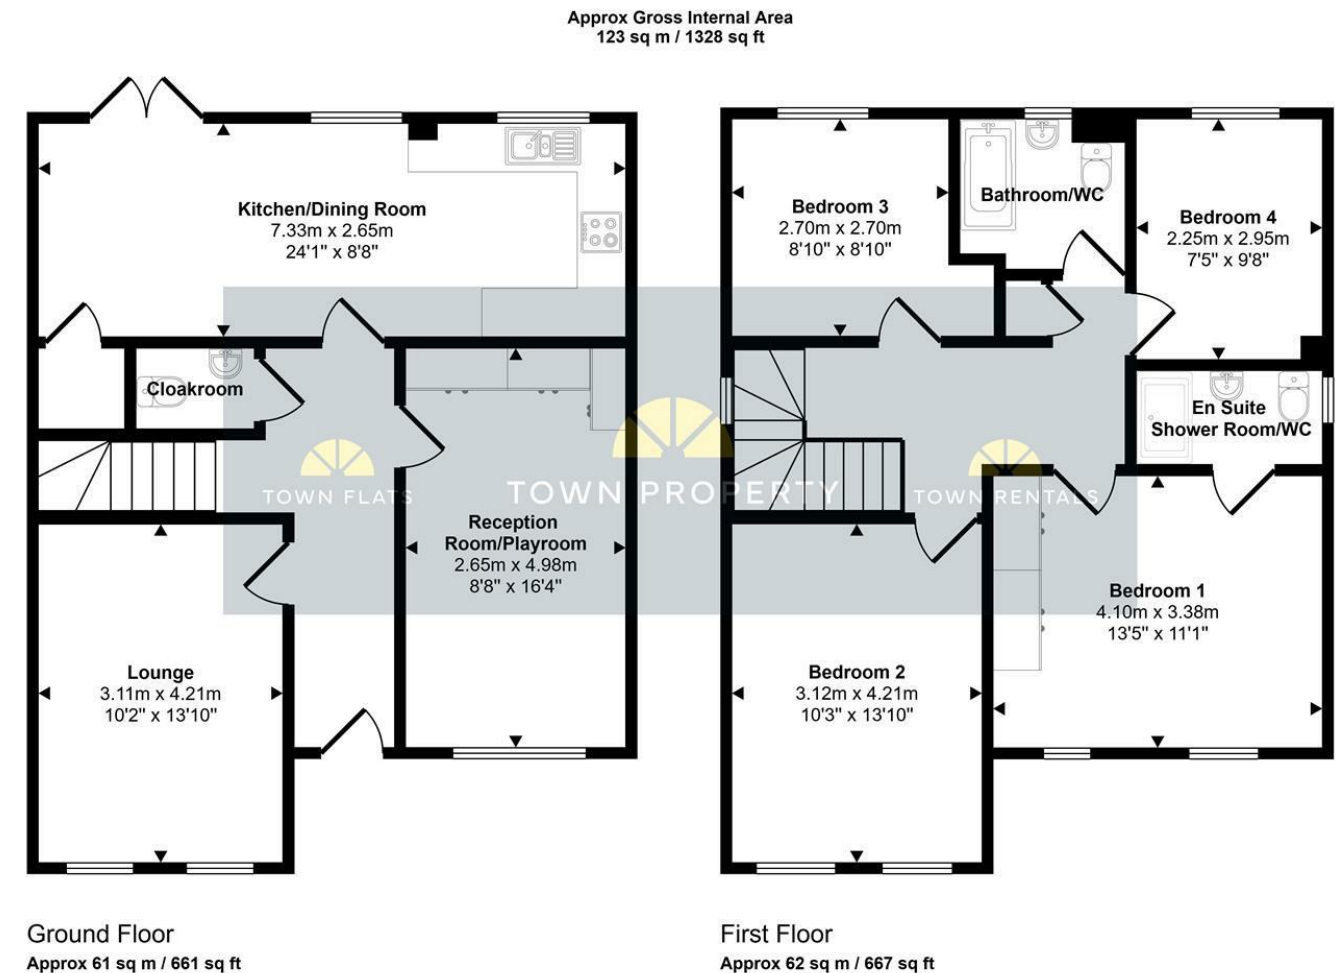 Approx Gross Internal Area
123 sq m / 1328 sq ft
Kitchen/Dining Room
7.33m x 2.65m
24'1" x 8'8"
Cloakroom
Reception
Room/Playroom
2.65m x 4.98m
8'8" x 16'4"
Lounge
3.11m x 4.21m
10'2" x 13'10"
Bedroom 3
2.70m x 2.70m
8'10" x 8'10"
Bathroom/WC
Bedroom 4
2.25m x 2.95m
7'5" x 9'8"
En Suite
Shower Room/WC
Bedroom 1
4.10m x 3.38m
13'5" x 11'1"
Bedroom 2
3.12m x 4.21m
10'3" x 13'10"
TOWN FLATS
TOWN PROPERTY
TOWN RENTALS
Ground Floor
Approx 61 sq m / 661 sq ft
First Floor
Approx 62 sq m / 667 sq ft